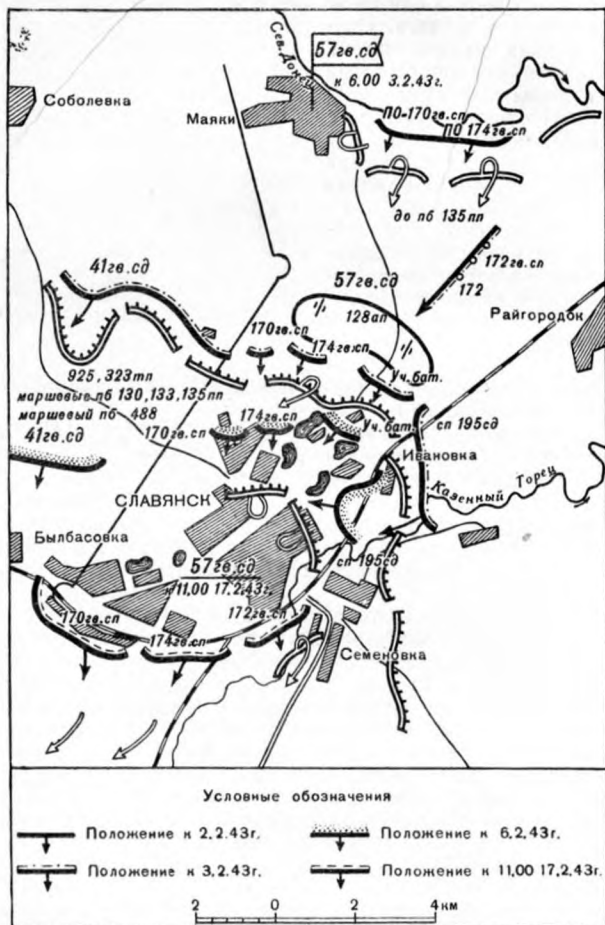 Сев. Донец
57гв.сд
к 6.00 3.2.43г.
Соболевка
Маяки
ПО-170гв.сп
ПО 174гв.сп
до пб 135пп
172гв.сп
172
41гв.сд
57гв.сд
128ап
Райгородок
170гв.сп
174гв.сп
Уч.бат.
925,323тп
маршевые пб 130,133,135пп
маршевый пб 488
41гв.сд
170гв.сп
174гв.сп
Уч.бат.
сп 195сд
Ивановка
Казенный Торец
СЛАВЯНСК
Былбасовка
57гв.сд
к 11,00 17,2.43г.
сп 195сд
170гв.сп
174гв.сп
172гв.сп
Семеновка
Условные обозначения
Положение к 2,2.43г.
Положение к 6,2,43г.
Положение к 3,2.43г.
Положение к 11,00 17,2,43г.
2 0 2 4км